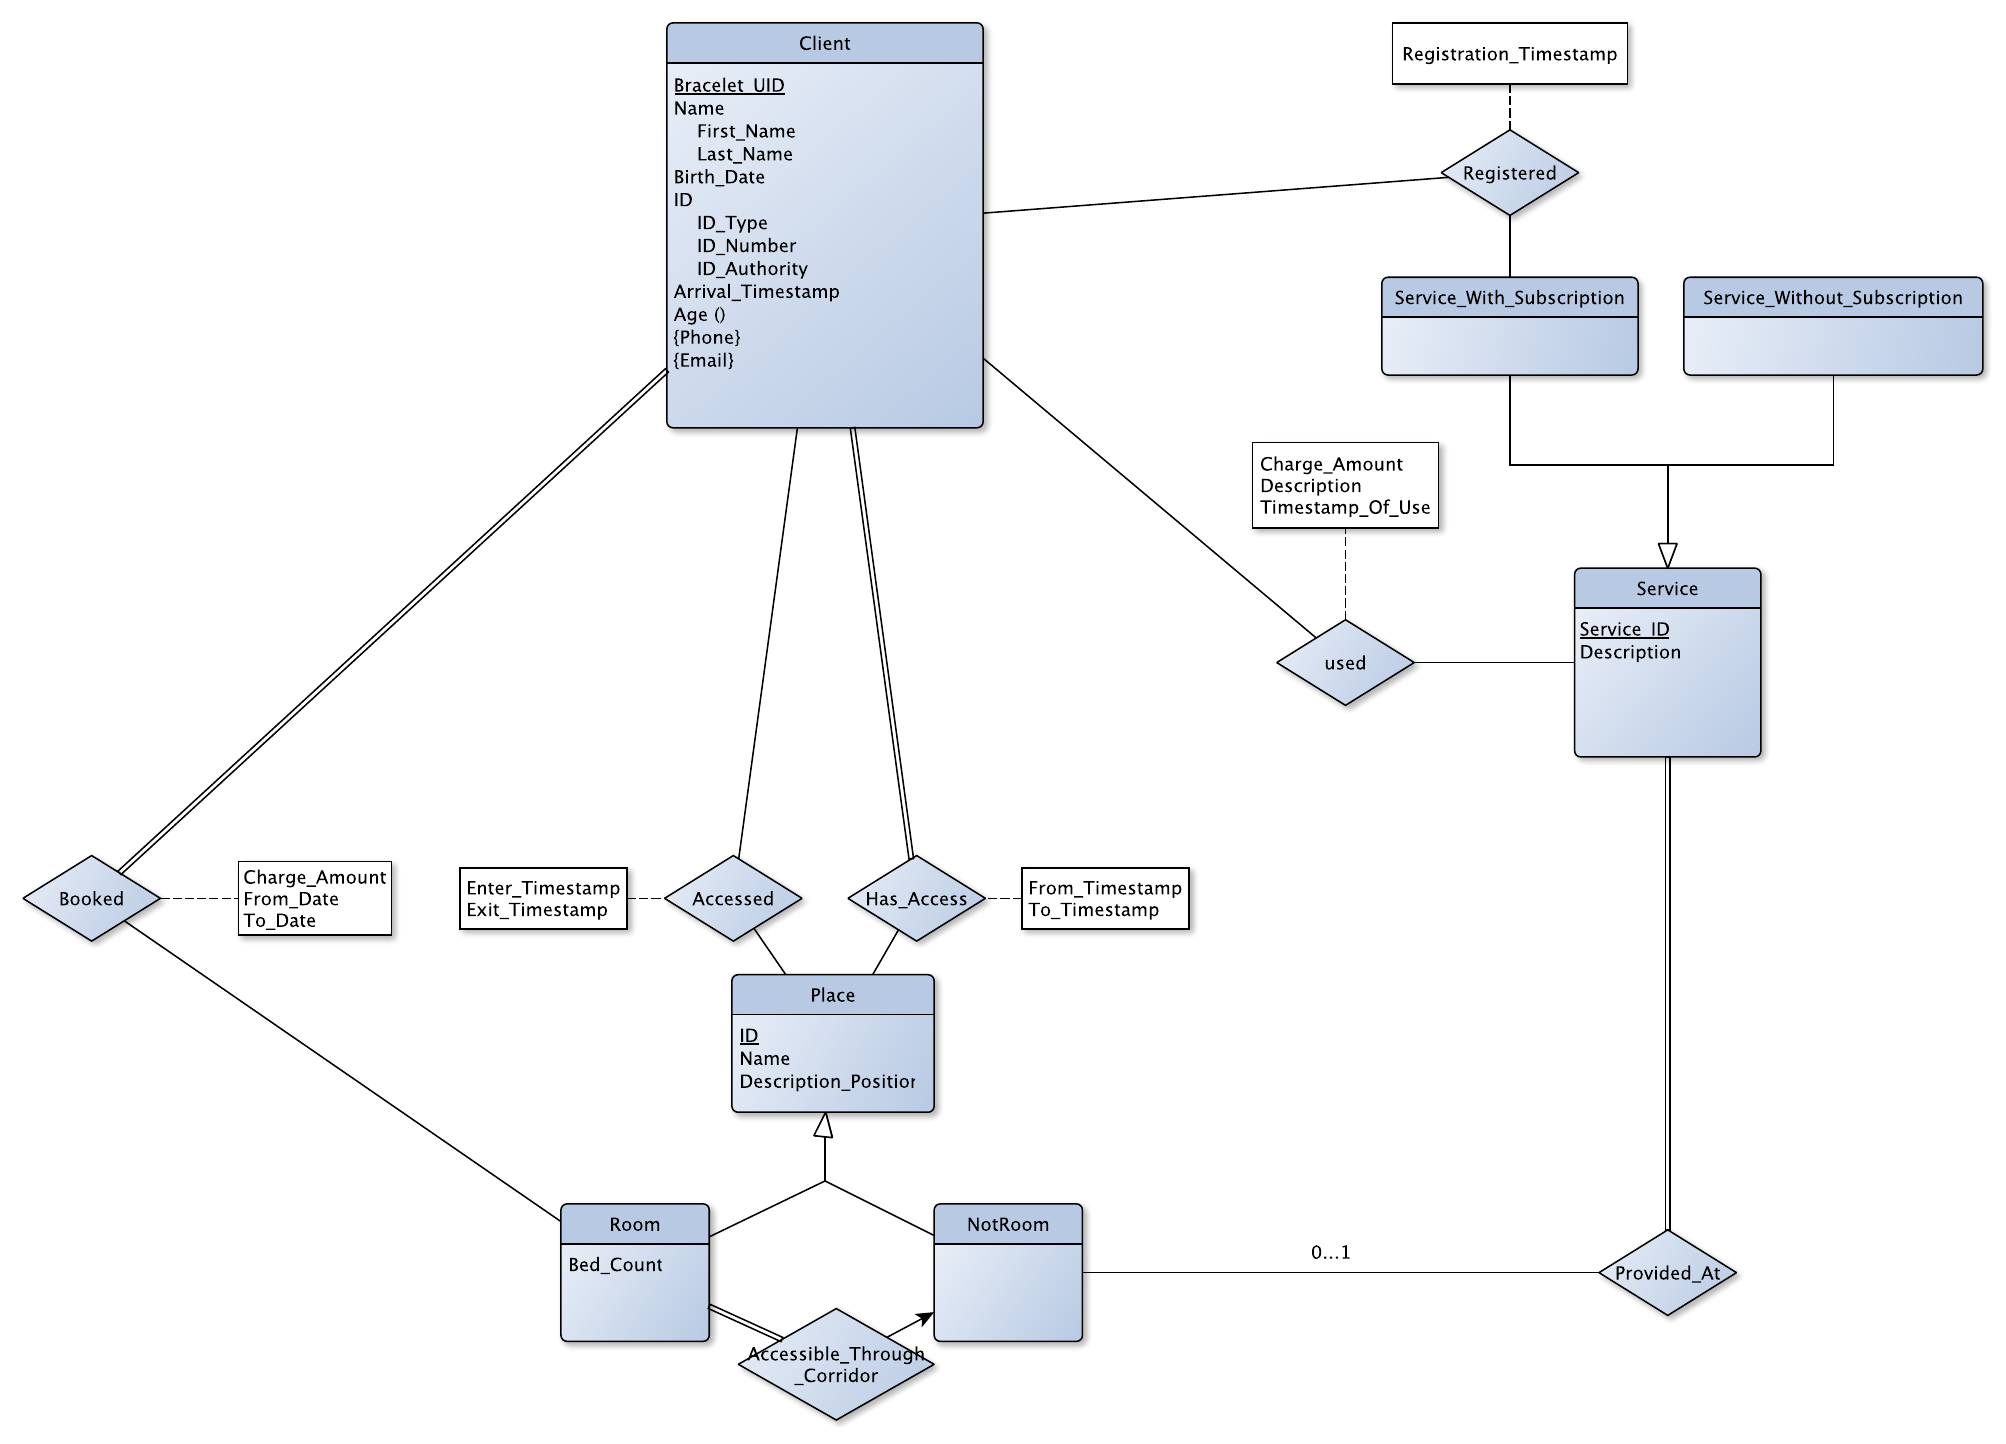 Client
Bracelet_UID
Name
First_Name
Last_Name
Birth_Date
ID
ID_Type
ID_Number
ID_Authority
Arrival_Timestamp
Age ()
{Phone}
{Email}
Registration_Timestamp
Registered
Service_With_Subscription
Service_Without_Subscription
Charge_Amount
Description
Timestamp_Of_Use
used
Service
Service_ID
Description
Booked
Charge_Amount
From_Date
To_Date
Enter_Timestamp
Exit_Timestamp
Accessed
Has_Access
From_Timestamp
To_Timestamp
Place
ID
Name
Description_Position
Room
Bed_Count
NotRoom
0...1
Provided_At
Accessible_Through
_Corridor